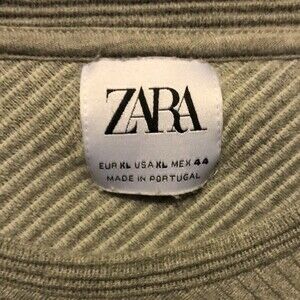 ZARA
EUR XL USA XL MEX 44
MADE IN PORTUGAL